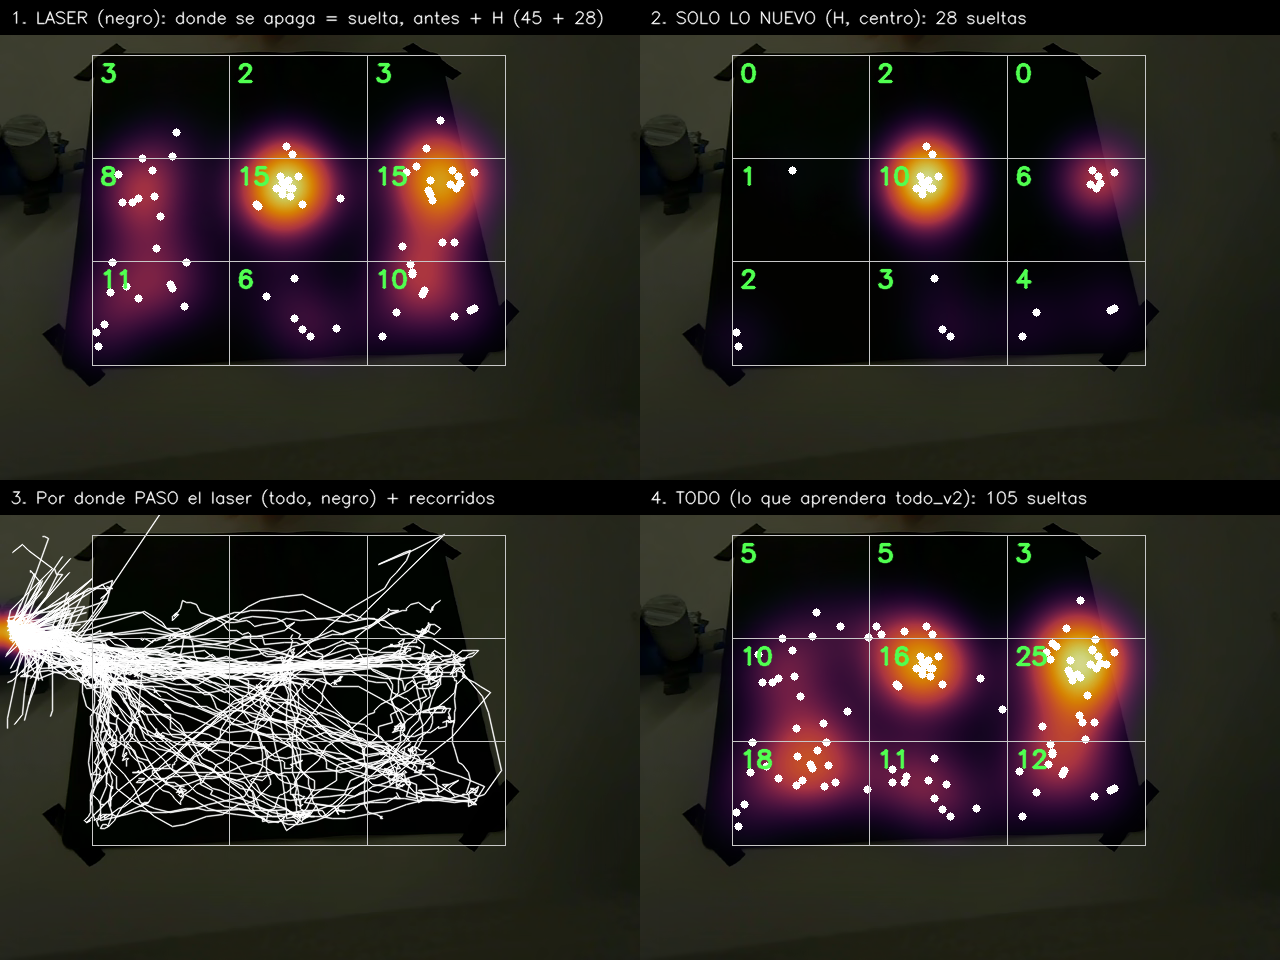 1. LASER (negro): donde se apaga = suelta, antes + H (45 + 28)
2. SOLO LO NUEVO (H, centro): 28 sueltas
3 2 3
8 15 15
11 6 10
0 2 0
1 10 6
2 3 4
3. Por donde PASO el laser (todo, negro) + recorridos
4. TODO (lo que aprendera todo_v2): 105 sueltas
5 5 3
10 16 25
18 11 12